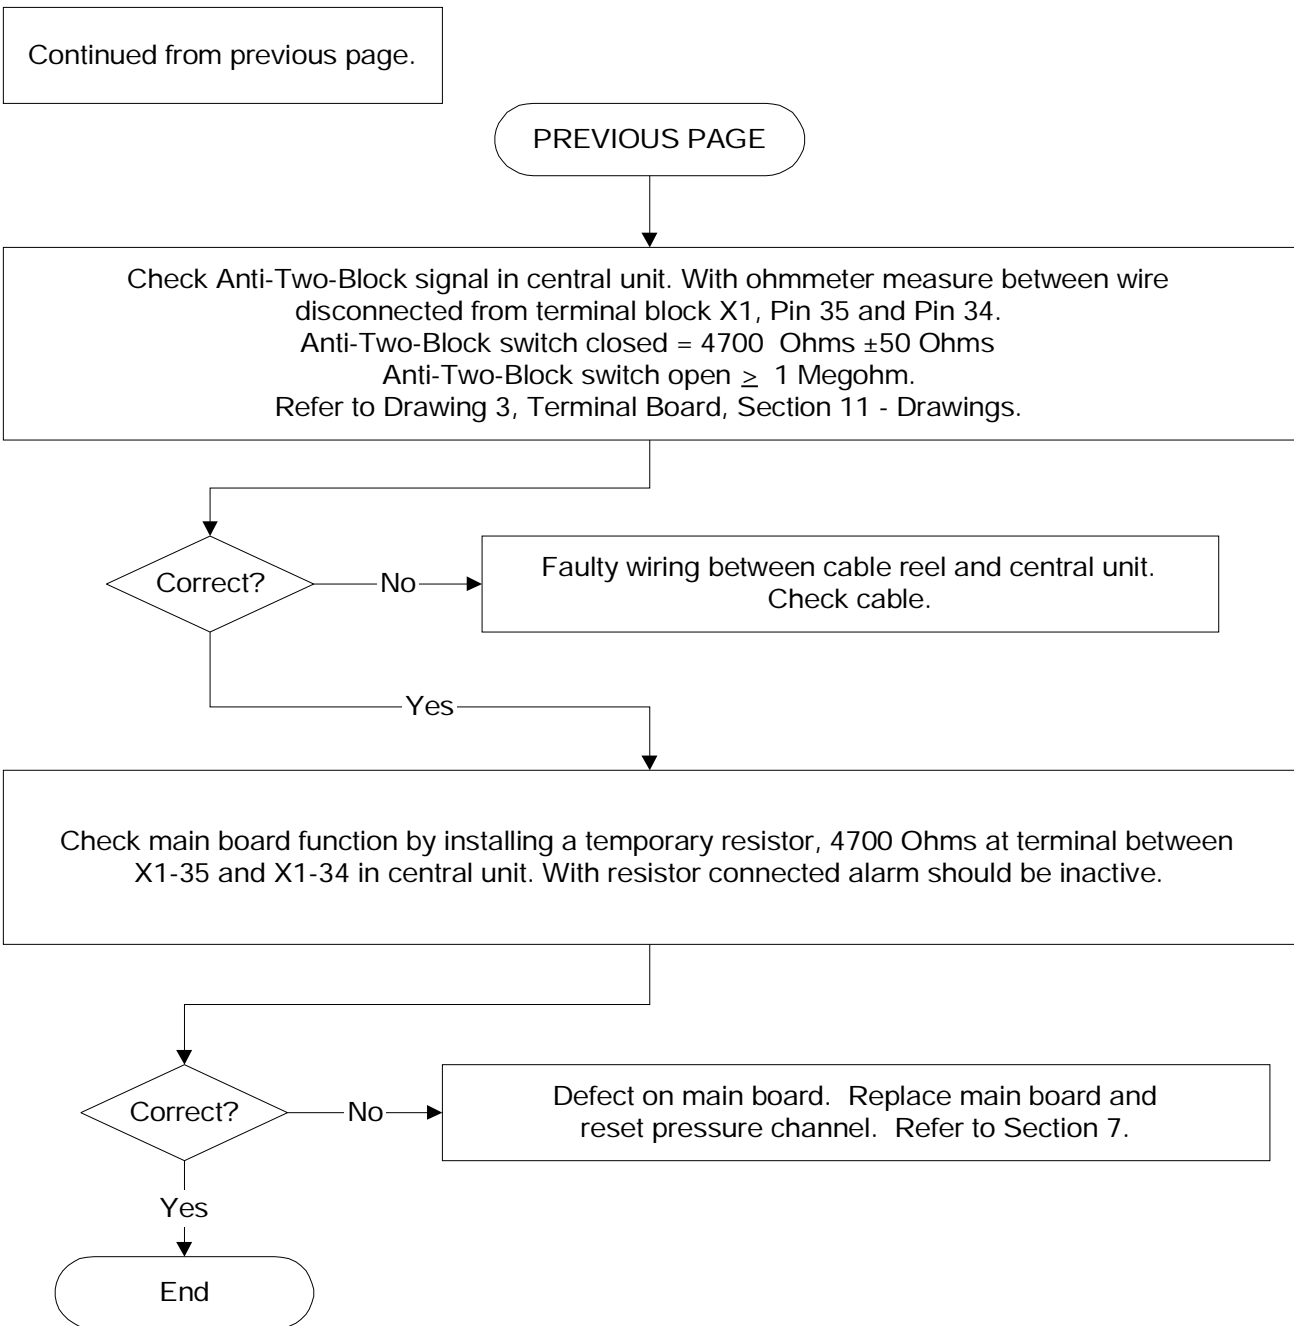 Continued from previous page.
PREVIOUS PAGE
Check Anti-Two-Block signal in central unit. With ohmmeter measure between wire
disconnected from terminal block X1, Pin 35 and Pin 34.
Anti-Two-Block switch closed = 4700  Ohms ±50 Ohms
Anti-Two-Block switch open ≥  1 Megohm.
Refer to Drawing 3, Terminal Board, Section 11 - Drawings.
Correct?
No
Faulty wiring between cable reel and central unit.
Check cable.
Yes
Check main board function by installing a temporary resistor, 4700 Ohms at terminal between
X1-35 and X1-34 in central unit. With resistor connected alarm should be inactive.
Correct?
No
Defect on main board.  Replace main board and
reset pressure channel.  Refer to Section 7.
Yes
End